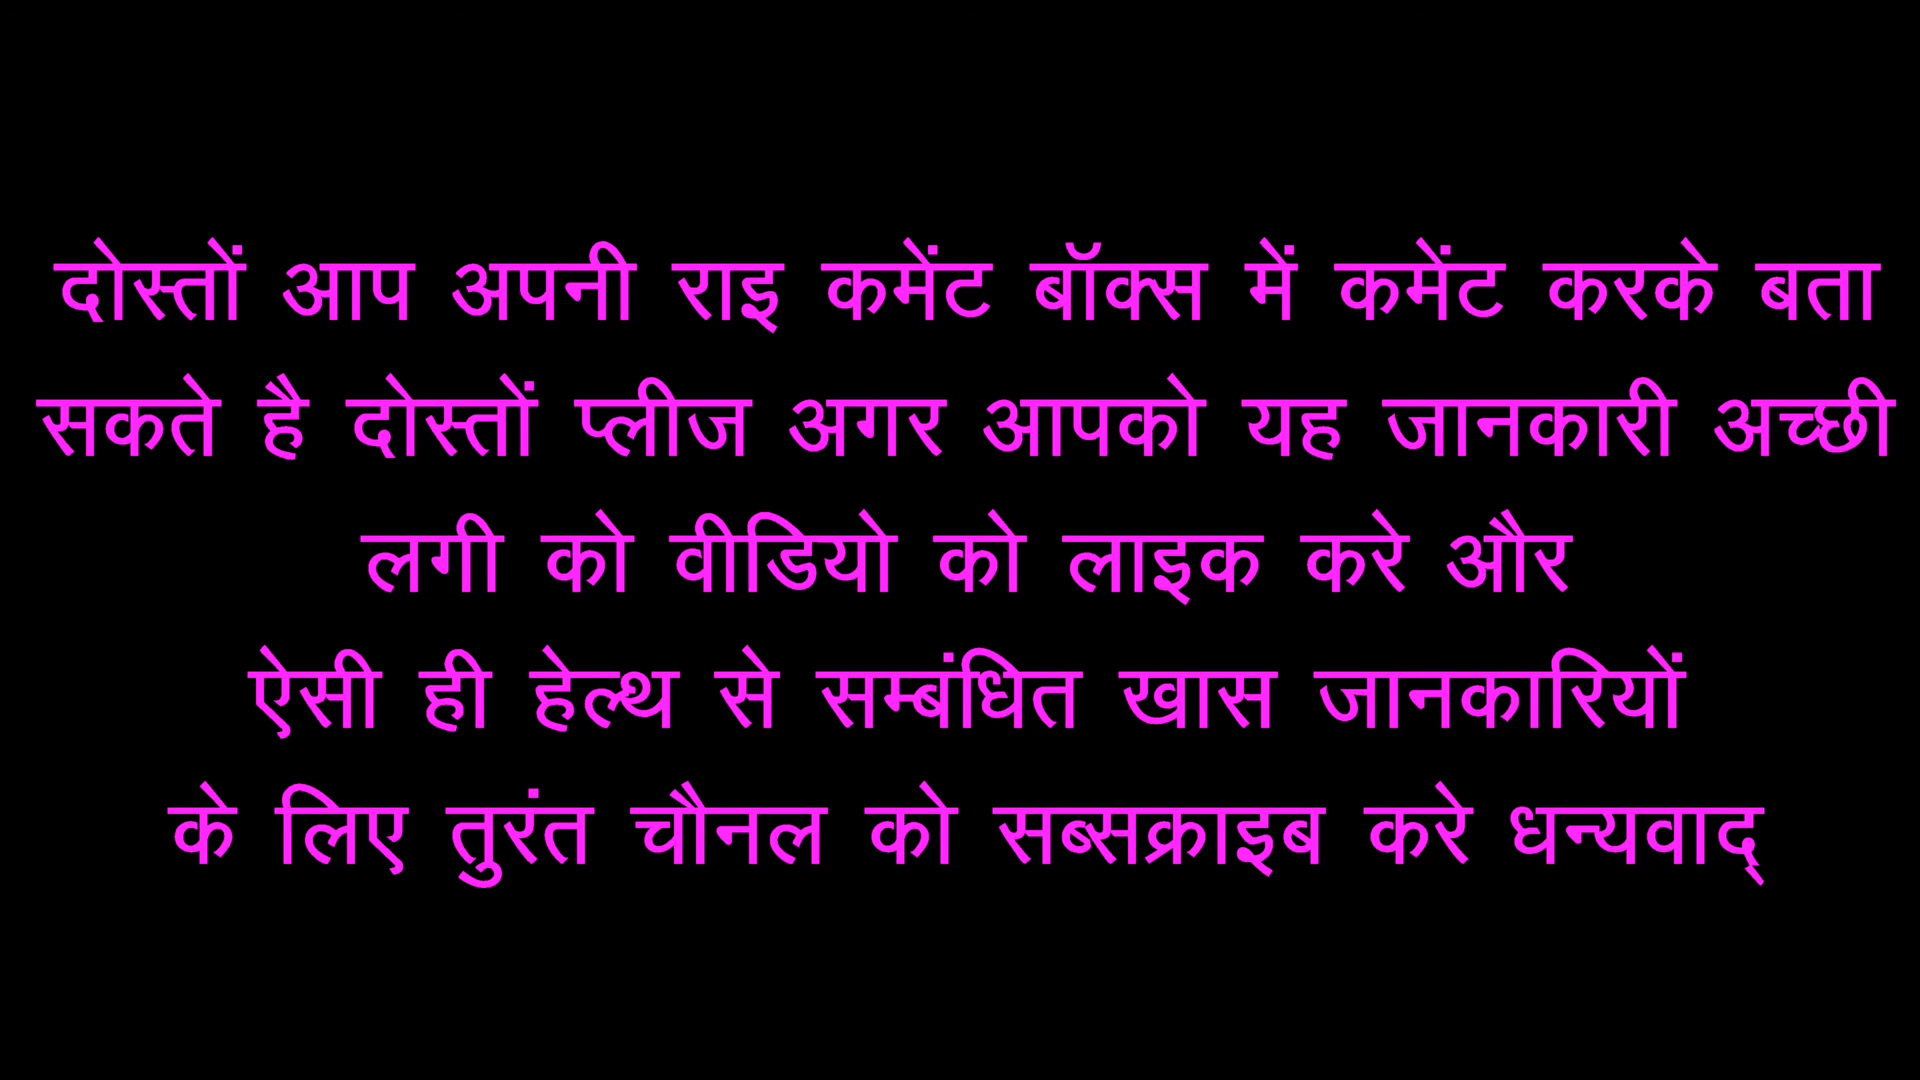 दोस्तों आप अपनी राइ कमेंट बॉक्स में कमेंट करके बता
सकते है दोस्तों प्लीज अगर आपको यह जानकारी अच्छी
लगी को वीडियो को लाइक करे और
ऐसी ही हेल्थ से सम्बंधित खास जानकारियों
के लिए तुरंत चौनल को सब्सक्राइब करे धन्यवाद्